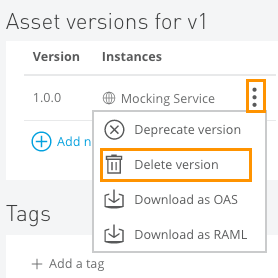 Asset versions for v1
Version Instances
1.0.0 Mocking Service
Add n
Deprecate version
Delete version
Download as OAS
Download as RAML
Tags
Add a tag